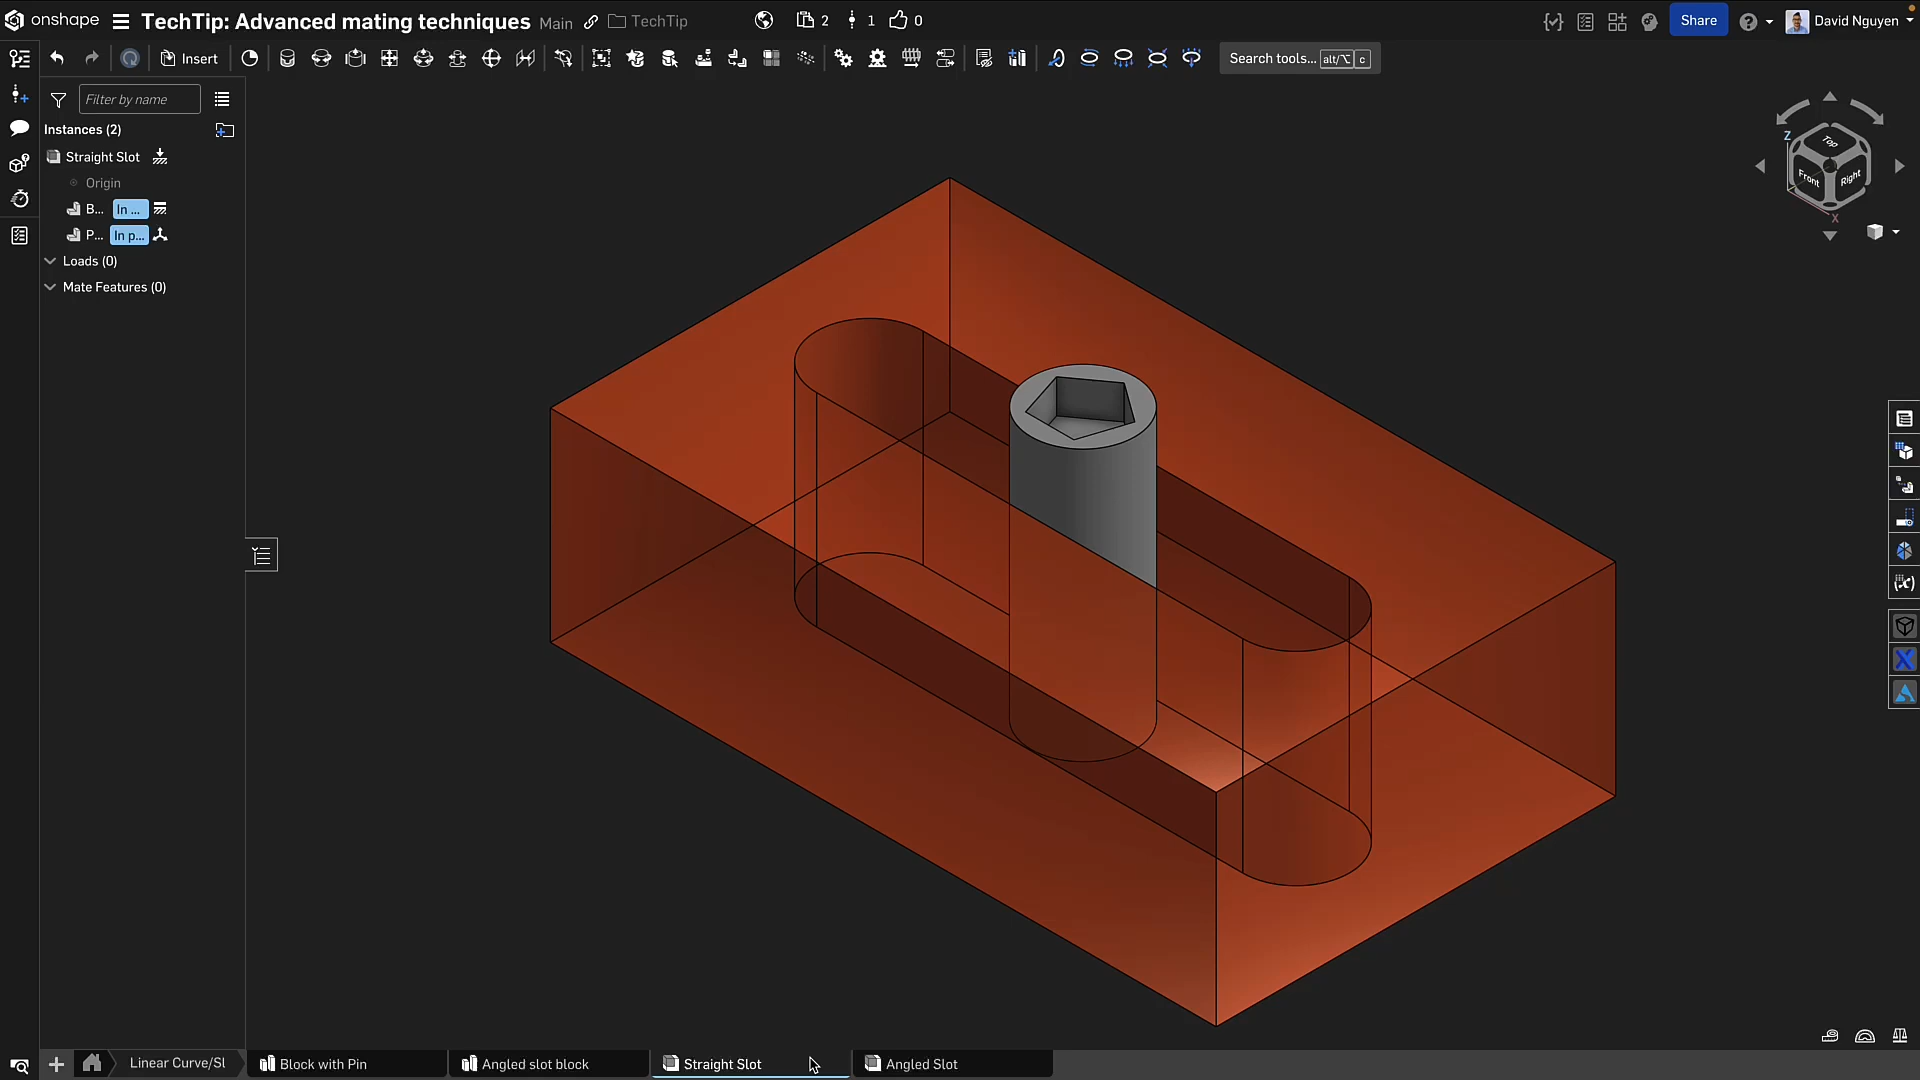 onshape TechTip: Advanced mating techniques Main TechTip 2 1 0 Share David Nguyen
Insert Search tools... alt/⌥ c
Filter by name
Instances (2)
Straight Slot
Origin
B... In ...
P... In p...
Loads (0)
Mate Features (0)
Z
Top
Front
Right
X
Linear Curve/Sl
Block with Pin
Angled slot block
Straight Slot
Angled Slot